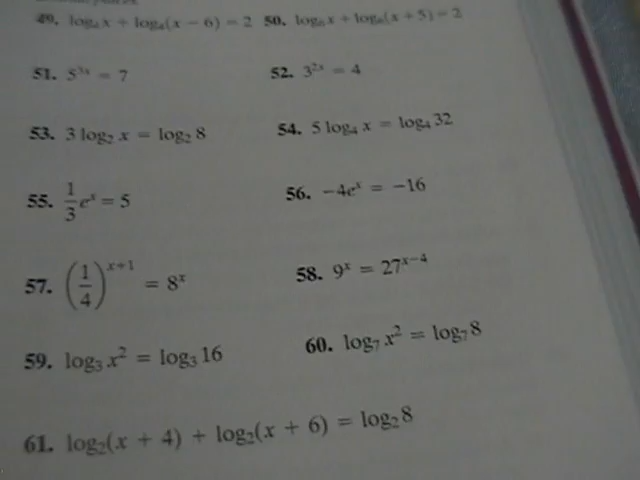 49. log₄ x + log₄(x − 6) = 2 50. log₆ x + log₆(x + 5) = 2
51. 5³ˣ = 7
52. 3²ˣ = 4
53. 3 log₂ x = log₂ 8
54. 5 log₄ x = log₄ 32
55. 1/3 eˣ = 5
56. −4eˣ = −16
57. (1/4)ˣ⁺¹ = 8ˣ
58. 9ˣ = 27ˣ⁻⁴
59. log₃ x² = log₃ 16
60. log₇ x² = log₇ 8
61. log₂(x + 4) + log₂(x + 6) = log₂ 8